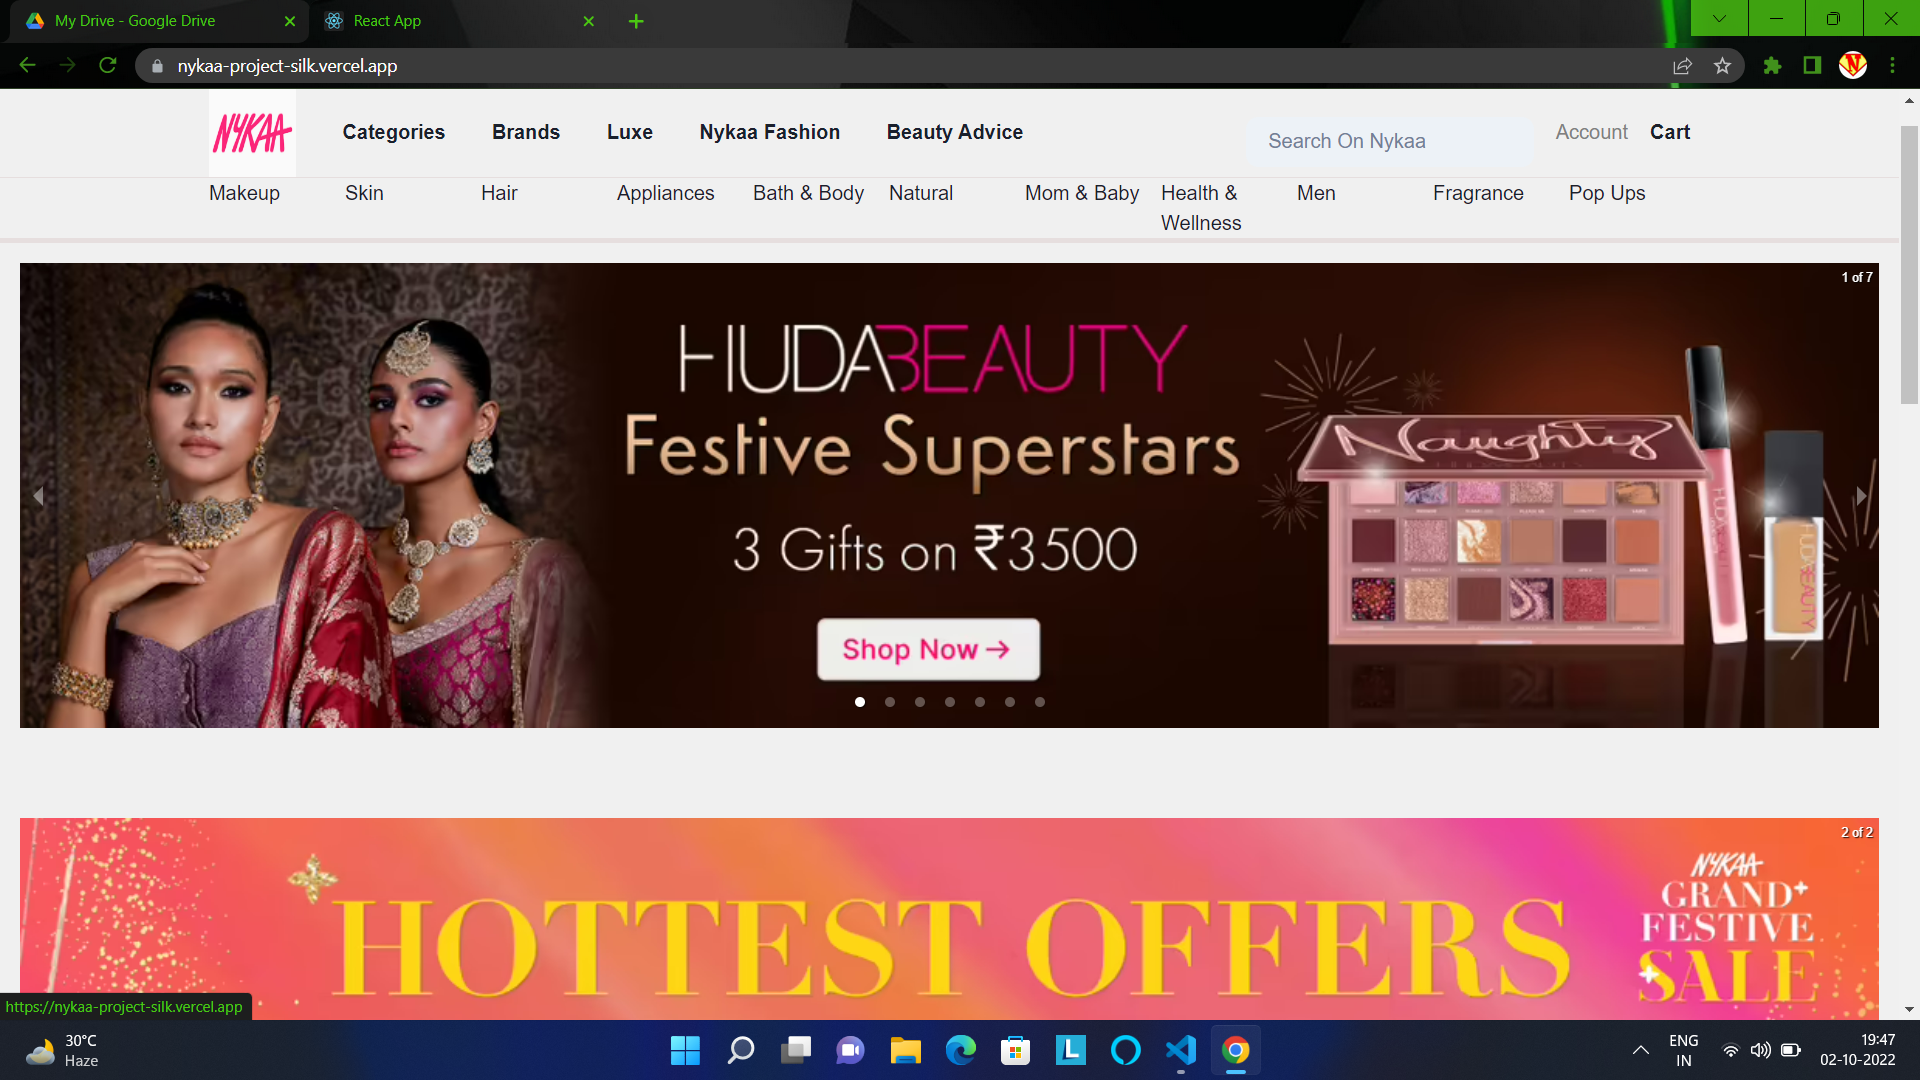 My Drive - Google Drive
React App
nykaa-project-silk.vercel.app
NYKAA
Categories
Brands
Luxe
Nykaa Fashion
Beauty Advice
Search On Nykaa
Account
Cart
Makeup
Skin
Hair
Appliances
Bath & Body
Natural
Mom & Baby
Health &
Wellness
Men
Fragrance
Pop Ups
1 of 7
HUDABEAUTY
Festive Superstars
3 Gifts on ₹3500
Shop Now →
Naughty
HUDABEAUTY
HUDABEAUTY
2 of 2
HOTTEST OFFERS
NYKAA
GRAND
FESTIVE
SALE
https://nykaa-project-silk.vercel.app
30°C
Haze
ENG
IN
19:47
02-10-2022